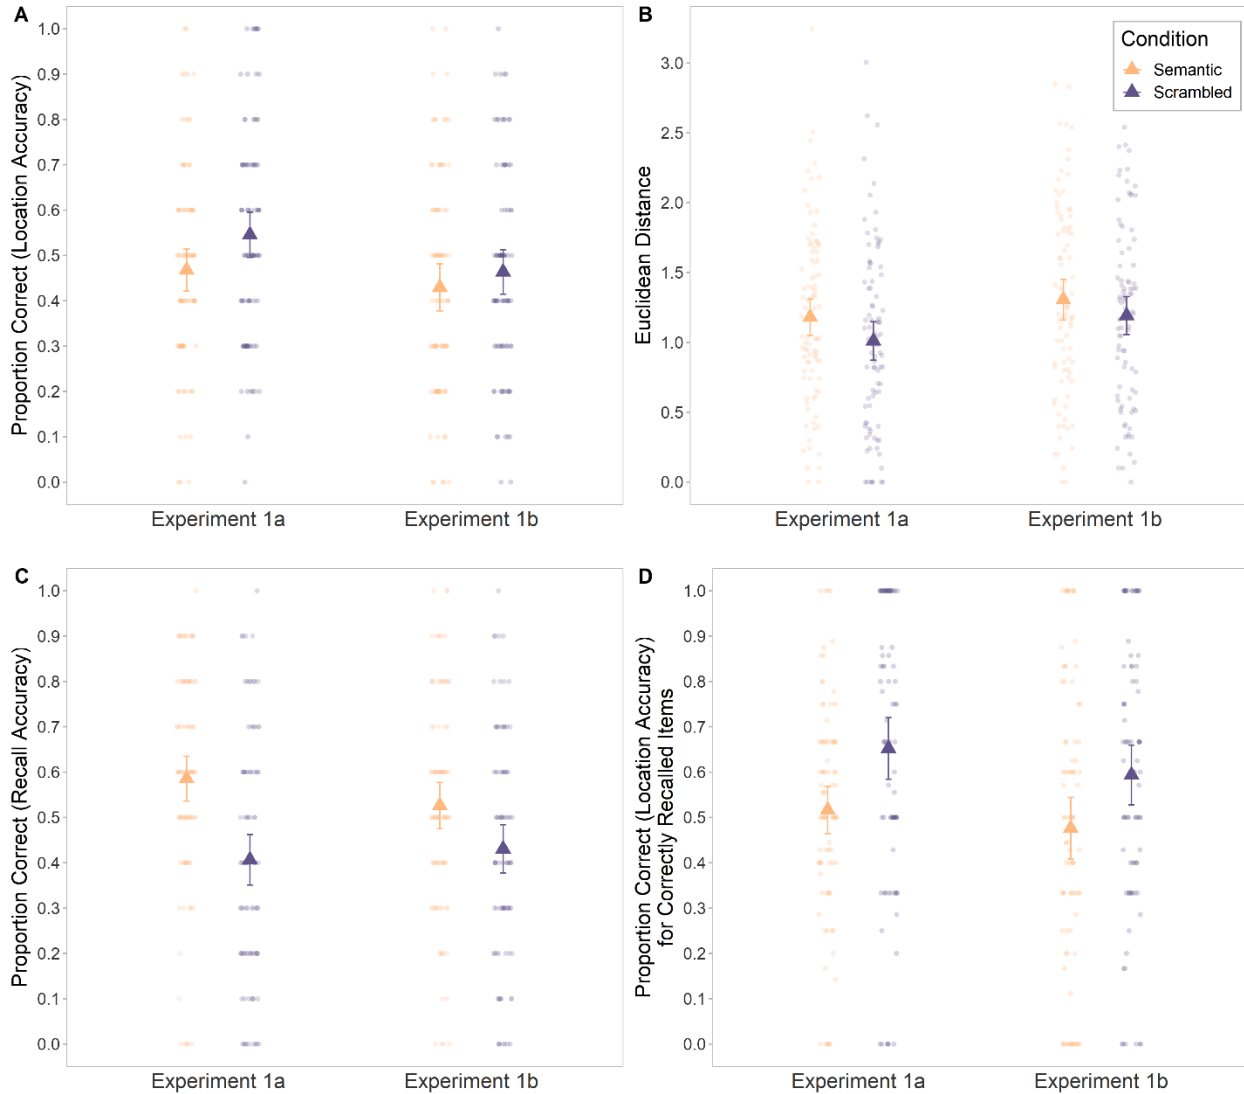 A
Proportion Correct (Location Accuracy)
1.0
0.9
0.8
0.7
0.6
0.5
0.4
0.3
0.2
0.1
0.0
Experiment 1a
Experiment 1b
B
Euclidean Distance
3.0
2.5
2.0
1.5
1.0
0.5
0.0
Condition
Semantic
Scrambled
Experiment 1a
Experiment 1b
C
Proportion Correct (Recall Accuracy)
1.0
0.9
0.8
0.7
0.6
0.5
0.4
0.3
0.2
0.1
0.0
Experiment 1a
Experiment 1b
D
Proportion Correct (Location Accuracy)
for Correctly Recalled Items
1.0
0.9
0.8
0.7
0.6
0.5
0.4
0.3
0.2
0.1
0.0
Experiment 1a
Experiment 1b